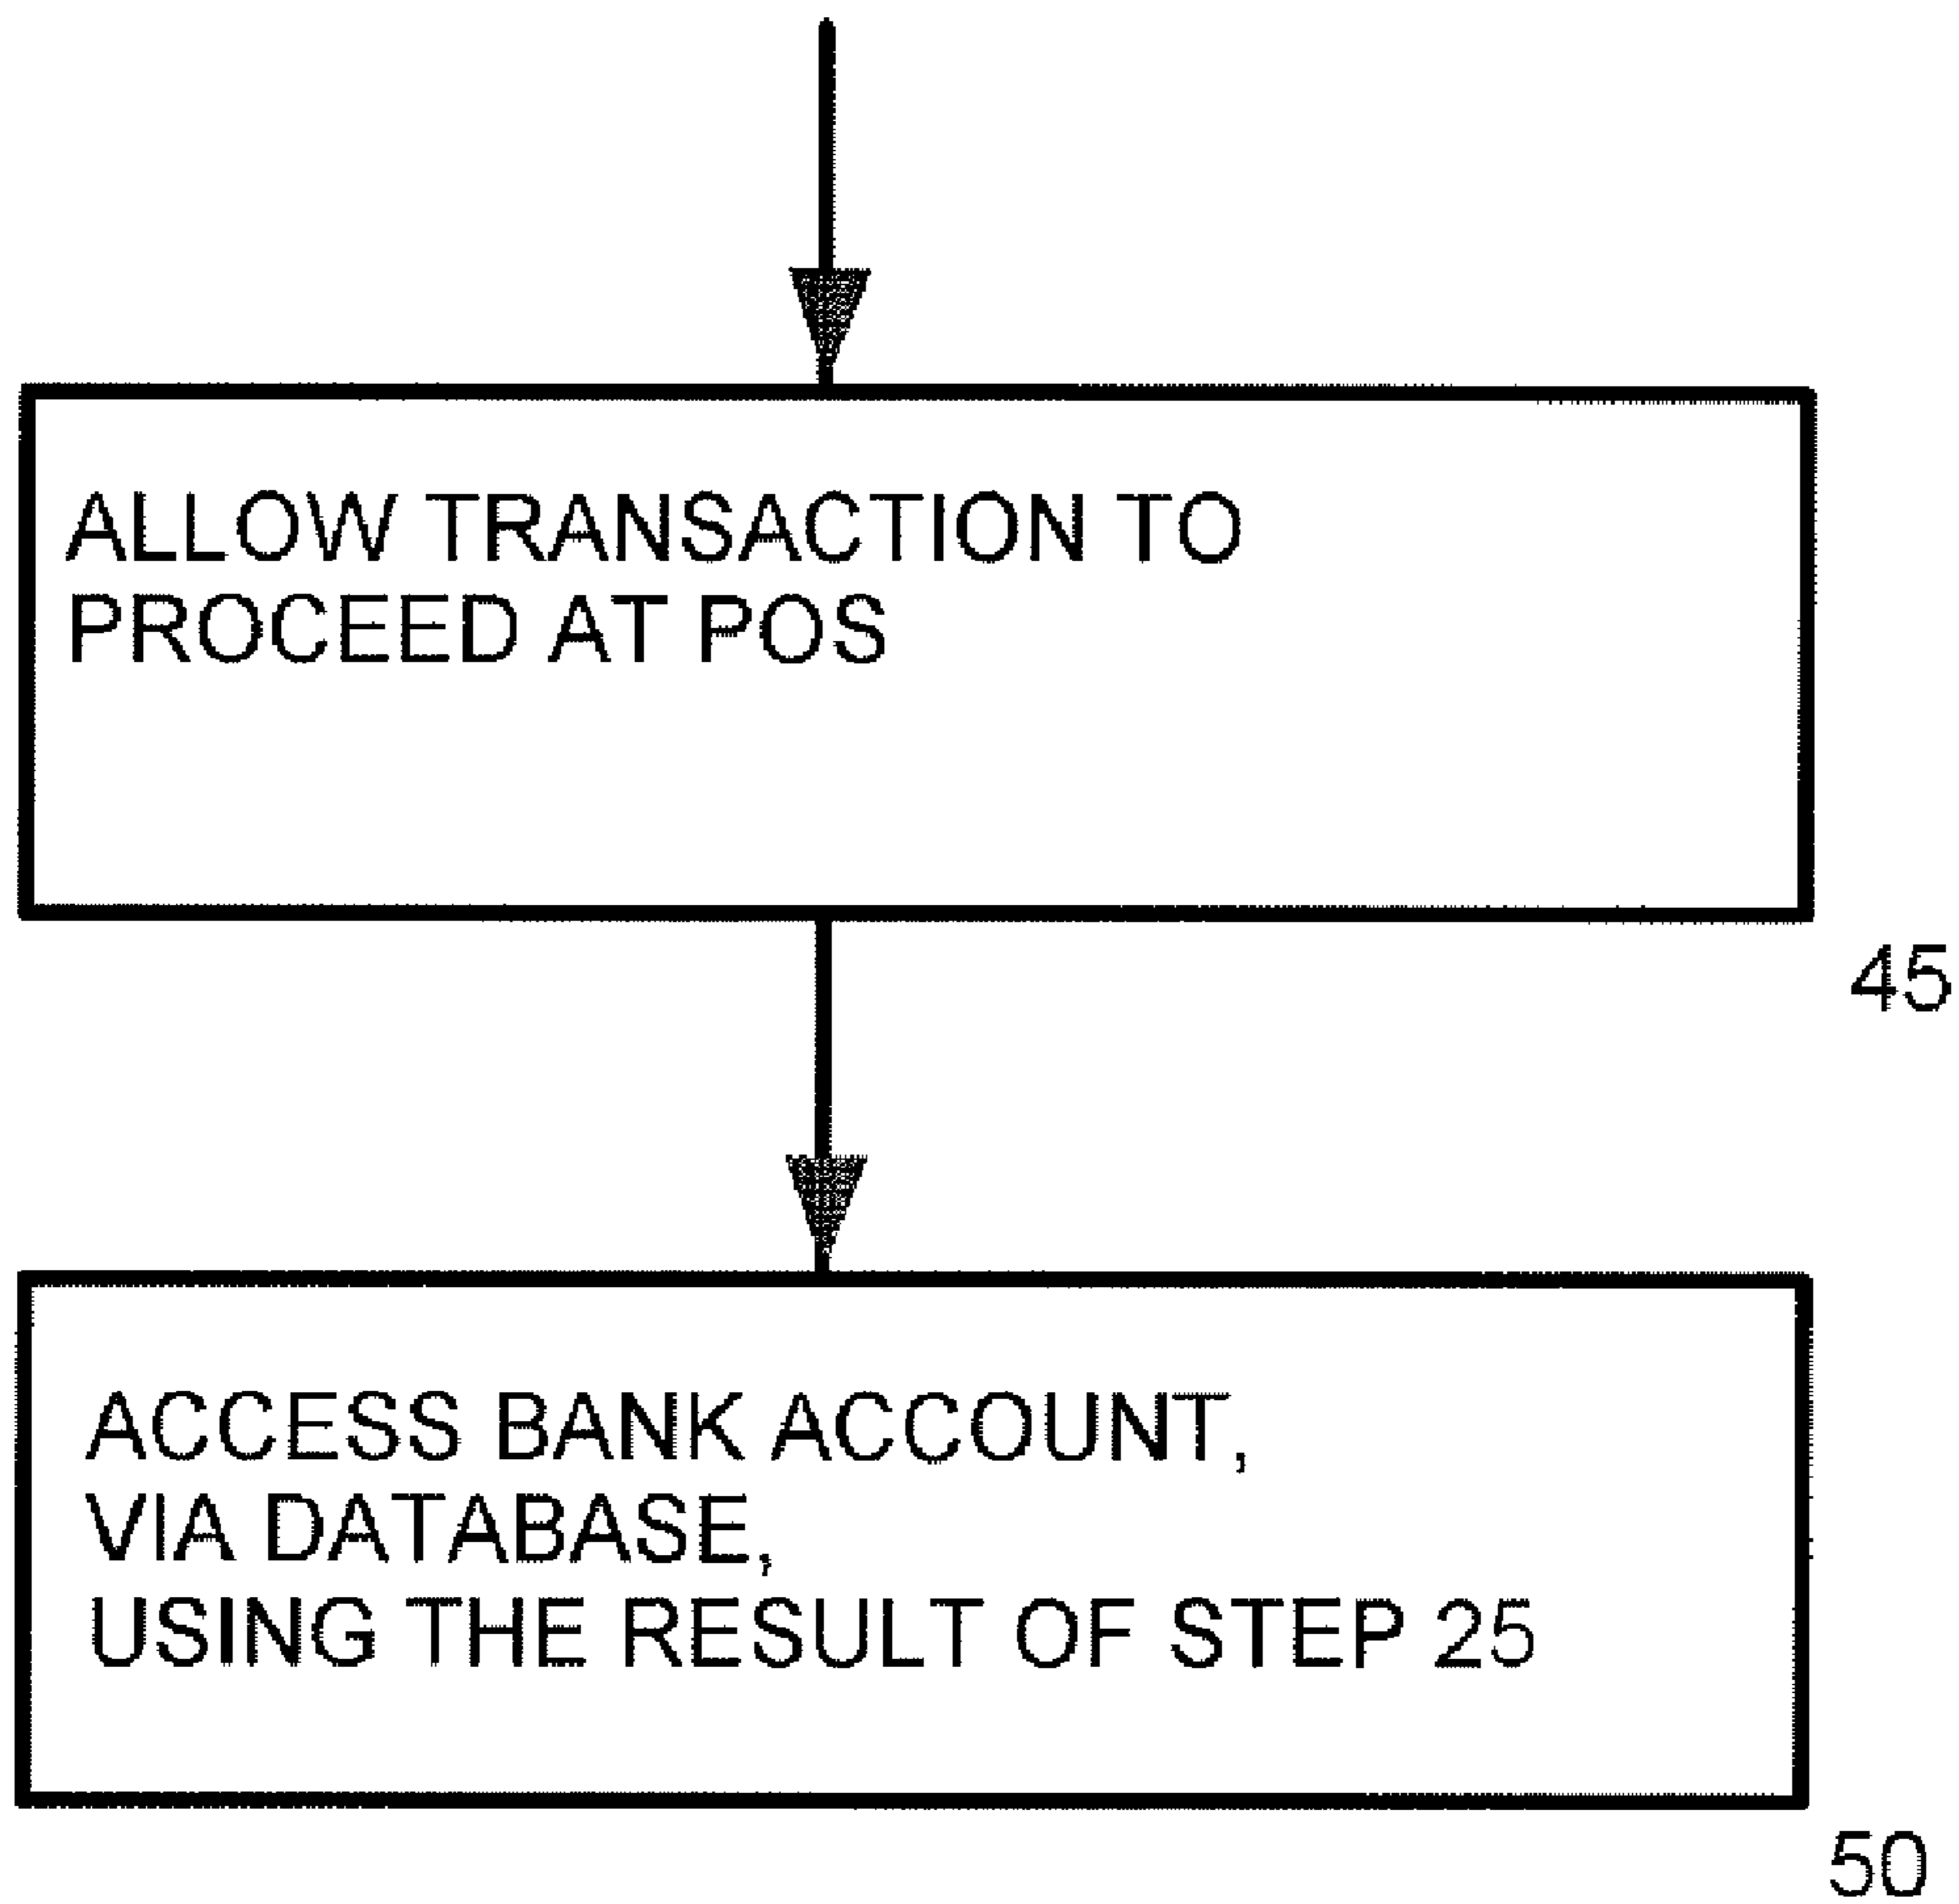 ALLOW TRANSACTION TO
PROCEED AT POS
45
ACCESS BANK ACCOUNT,
VIA DATABASE,
USING THE RESULT OF STEP 25
50